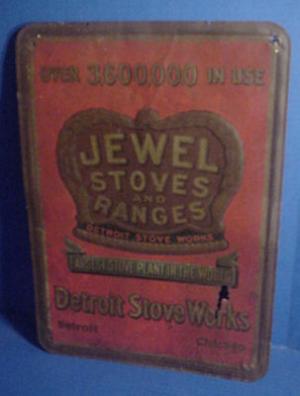 OVER 3,600,000 IN USE
JEWEL
STOVES
AND
RANGES
DETROIT STOVE WORKS
LARGEST STOVE PLANT IN THE WORLD
Detroit Stove Works
Detroit Chicago